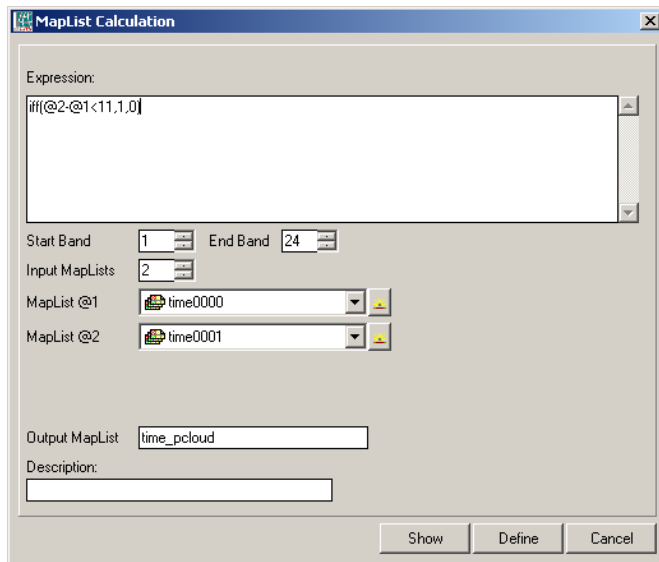 MapList Calculation
Expression:
iff(@2-@1<11,1,0)
Start Band 1 End Band 24
Input MapLists 2
MapList @1 time0000
MapList @2 time0001
Output MapList time_pcloud
Description:
Show Define Cancel